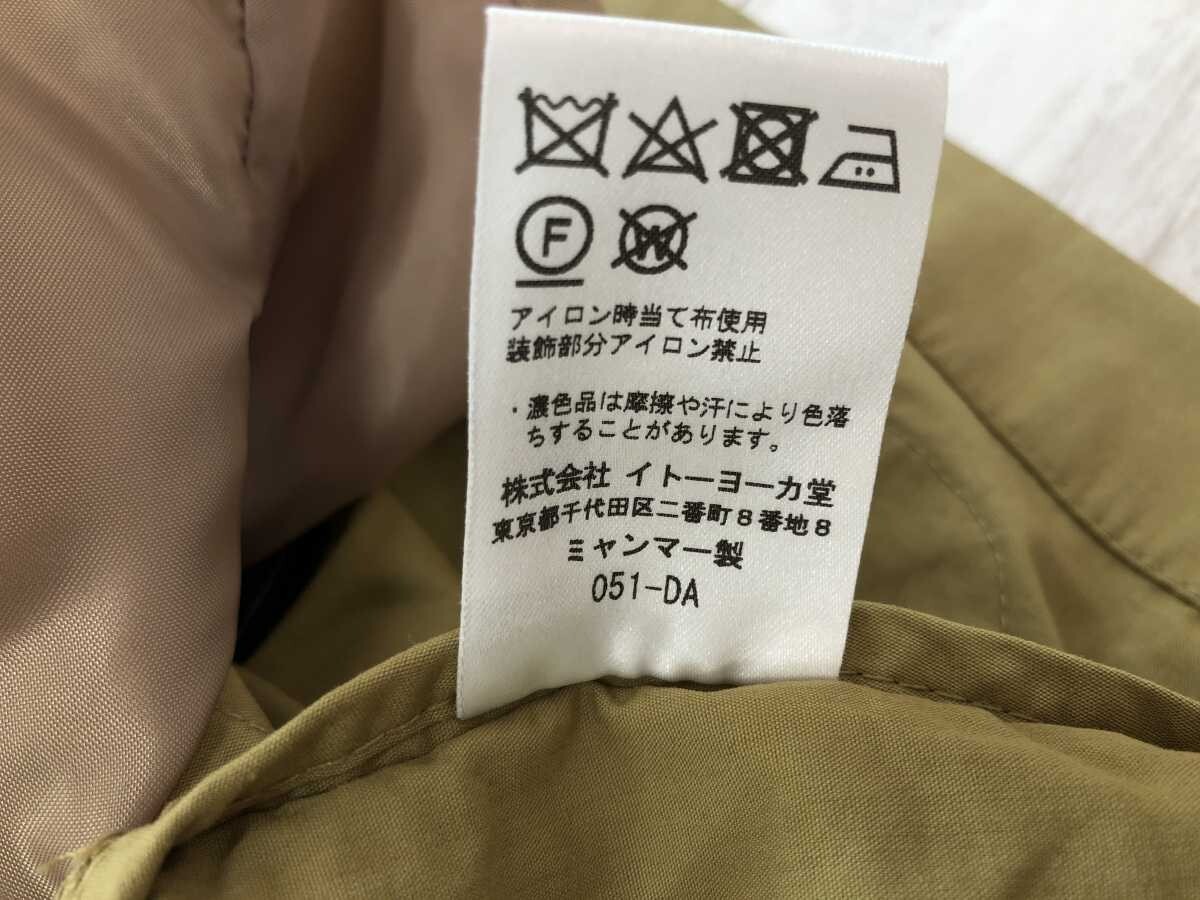 F W
アイロン時当て布使用
装飾部分アイロン禁止
・濃色品は摩擦や汗により色落
ちすることがあります。
株式会社 イトーヨーカ堂
東京都千代田区二番町8番地8
ミャンマー製
051-DA